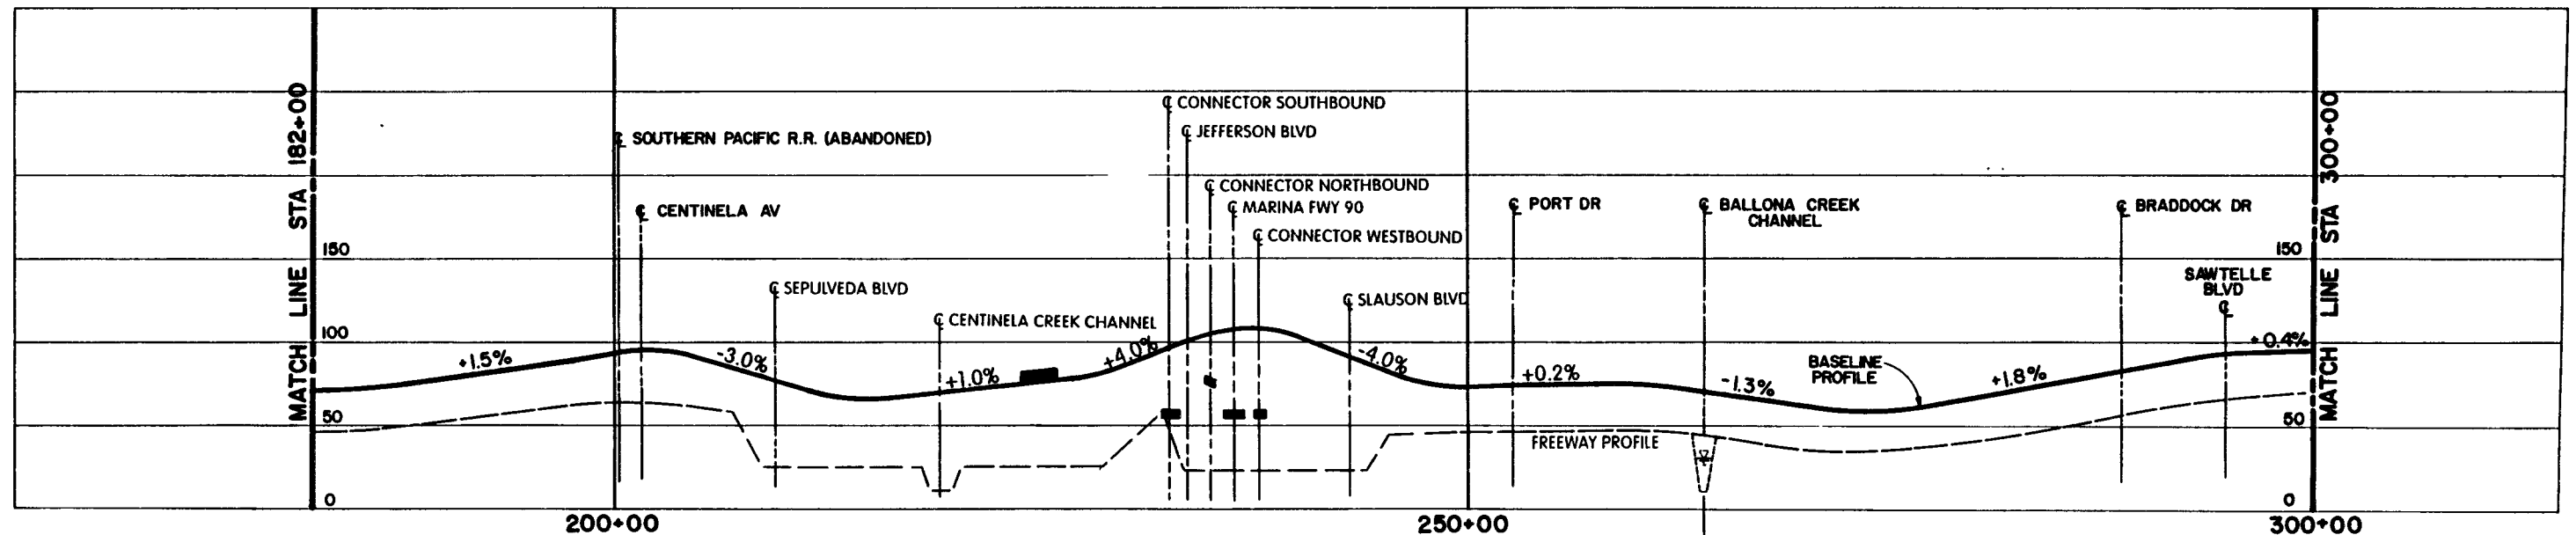 MATCH LINE STA 182+00
℄ SOUTHERN PACIFIC R.R. (ABANDONED)
℄ CENTINELA AV
℄ SEPULVEDA BLVD
℄ CENTINELA CREEK CHANNEL
℄ CONNECTOR SOUTHBOUND
℄ JEFFERSON BLVD
℄ CONNECTOR NORTHBOUND
℄ MARINA FWY 90
℄ CONNECTOR WESTBOUND
℄ SLAUSON BLVD
℄ PORT DR
℄ BALLONA CREEK
CHANNEL
℄ BRADDOCK DR
SAWTELLE
BLVD
℄
MATCH LINE STA 300+00
150
100
50
0
+1.5%
-3.0%
+1.0%
+4.0%
-4.0%
+0.2%
-1.3%
BASELINE
PROFILE
+1.8%
+0.4%
FREEWAY PROFILE
150
100
50
0
200+00
250+00
300+00